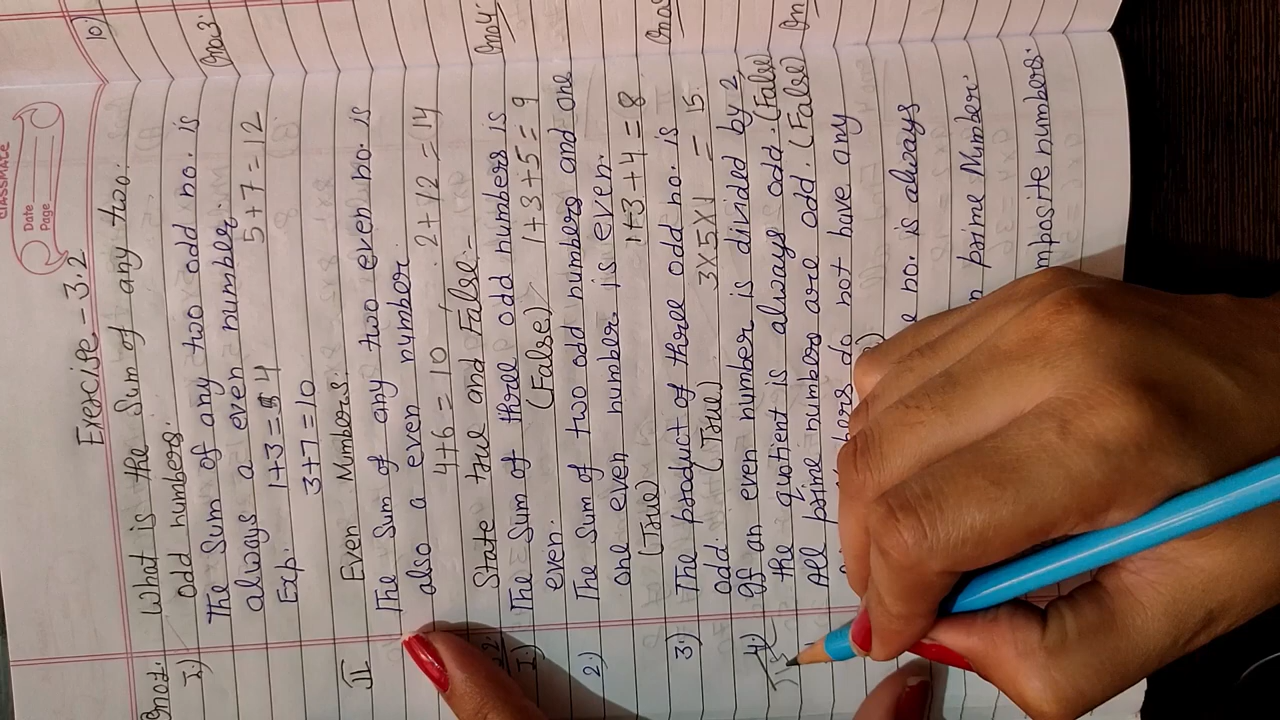 CLASSMATE
Date
Page
Exercise - 3.2
Qno1. What is the Sum of any two.
I.) odd numbers.
The Sum of any two odd no. is
always a even number.
Exp. 1+3=4 5+7=12
3+7=10
II Even Numbers.
The Sum of any two even no. is
also a even number.
4+6=10 2+12=14
State true and False.-
I.) The Sum of three odd numbers is
even. (False) 1+3+5=9
2.) The Sum of two odd numbers and one
one even number is even.
(True) 1+3+4=8
3.) The product of three odd no. is
odd. (True) 3×5×1=15.
4.) If an even number is divided by 2
the quotient is always odd. (False)
All prime numbers are odd. (False)
do not have any
no. is always
prime Number.
mposite numbers.
10.)
Qno3.
Qno4.